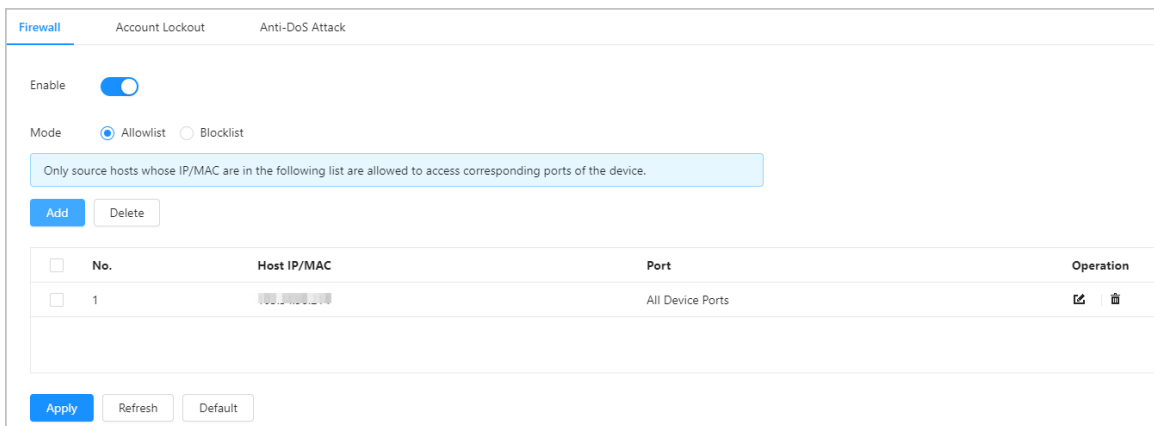 Firewall Account Lockout Anti-DoS Attack
Enable
Mode Allowlist Blocklist
Only source hosts whose IP/MAC are in the following list are allowed to access corresponding ports of the device.
Add Delete
No. Host IP/MAC Port Operation
1 All Device Ports
Apply Refresh Default